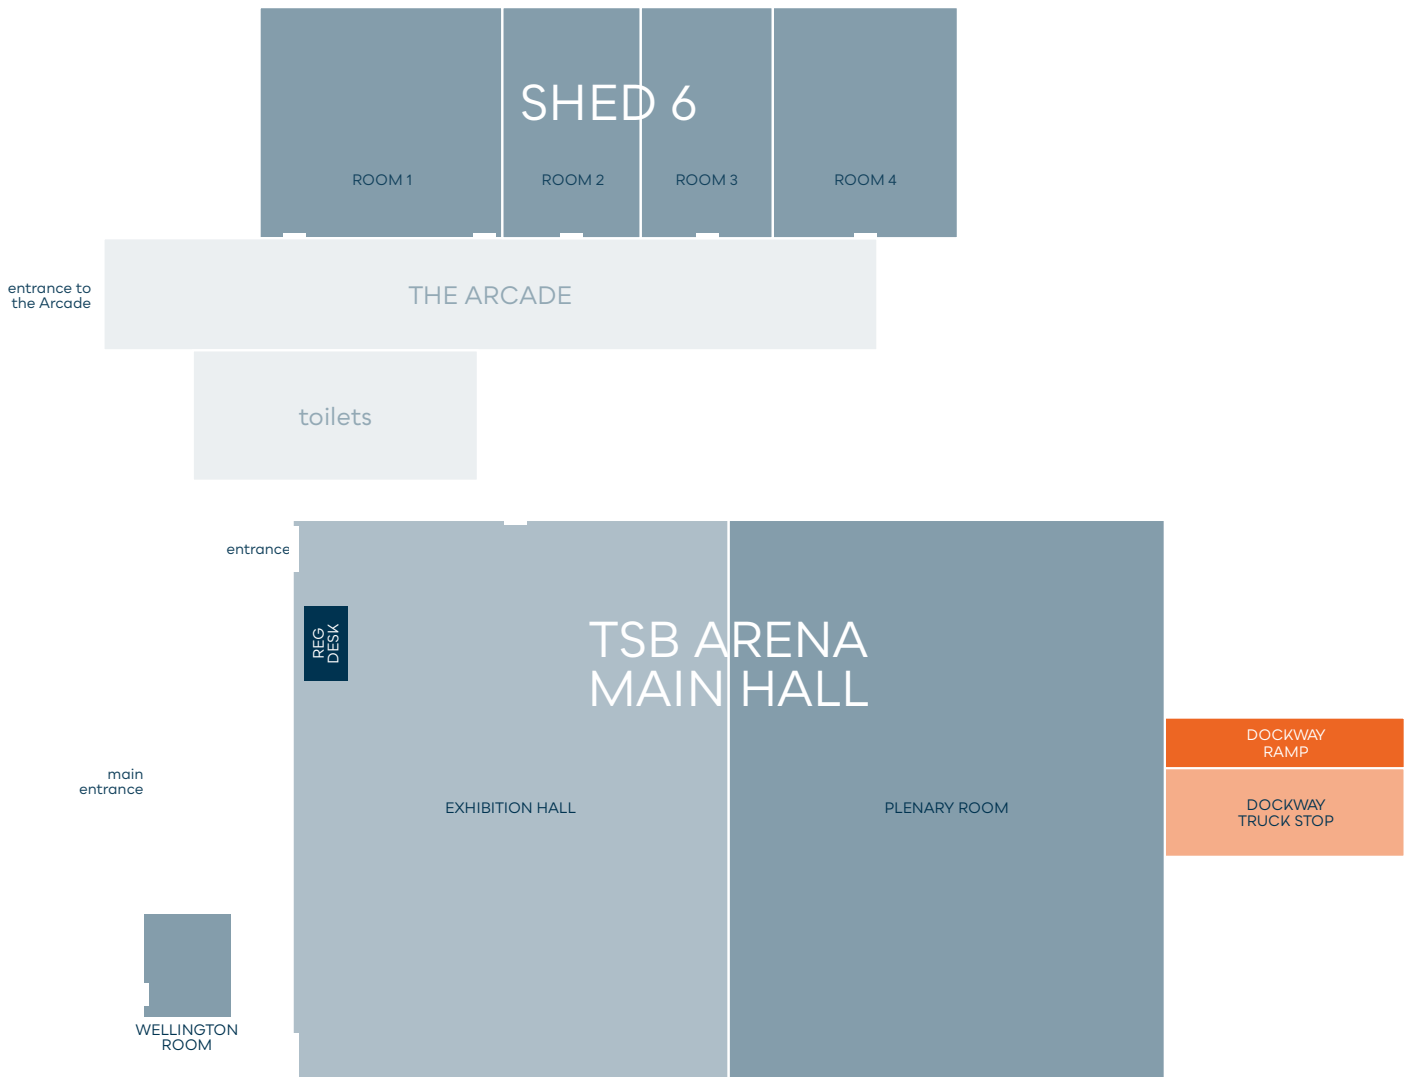 SHED 6
ROOM 1
ROOM 2
ROOM 3
ROOM 4
entrance to
the Arcade
THE ARCADE
toilets
entrance
REG
DESK
TSB ARENA
MAIN HALL
DOCKWAY
RAMP
main
entrance
EXHIBITION HALL
PLENARY ROOM
DOCKWAY
TRUCK STOP
WELLINGTON
ROOM